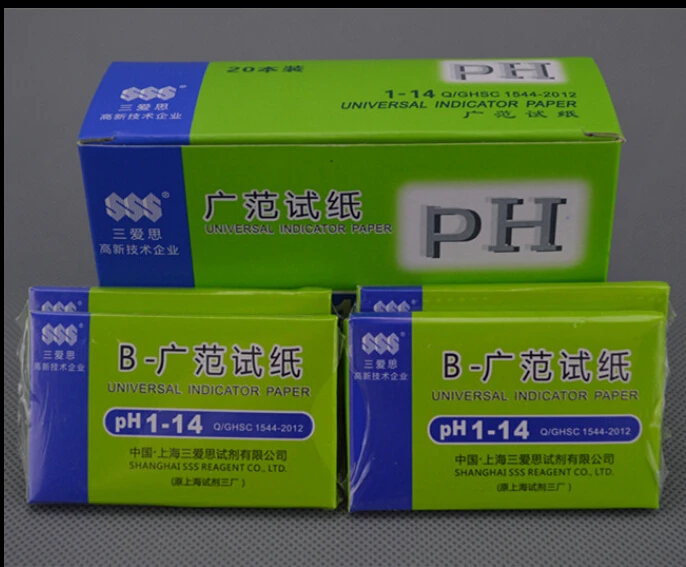 20本装
PH
SSS®
1-14 Q/GHSC 1544-2012
三爱思
UNIVERSAL INDICATOR PAPER
高新技术企业
广范试纸
SSS®
广范试纸
PH
三爱思
UNIVERSAL INDICATOR PAPER
高新技术企业
SSS
SSS
SSS®
三爱思
高新技术企业
B-广范试纸
UNIVERSAL INDICATOR PAPER
pH 1-14 Q/GHSC 1544-2012
中国·上海三爱思试剂有限公司
SHANGHAI SSS REAGENT CO., LTD.
(原上海试剂三厂)
SSS®
三爱思
高新技术企业
B-广范试纸
UNIVERSAL INDICATOR PAPER
pH 1-14 Q/GHSC 1544-2012
中国·上海三爱思试剂有限公司
SHANGHAI SSS REAGENT CO., LTD.
(原上海试剂三厂)